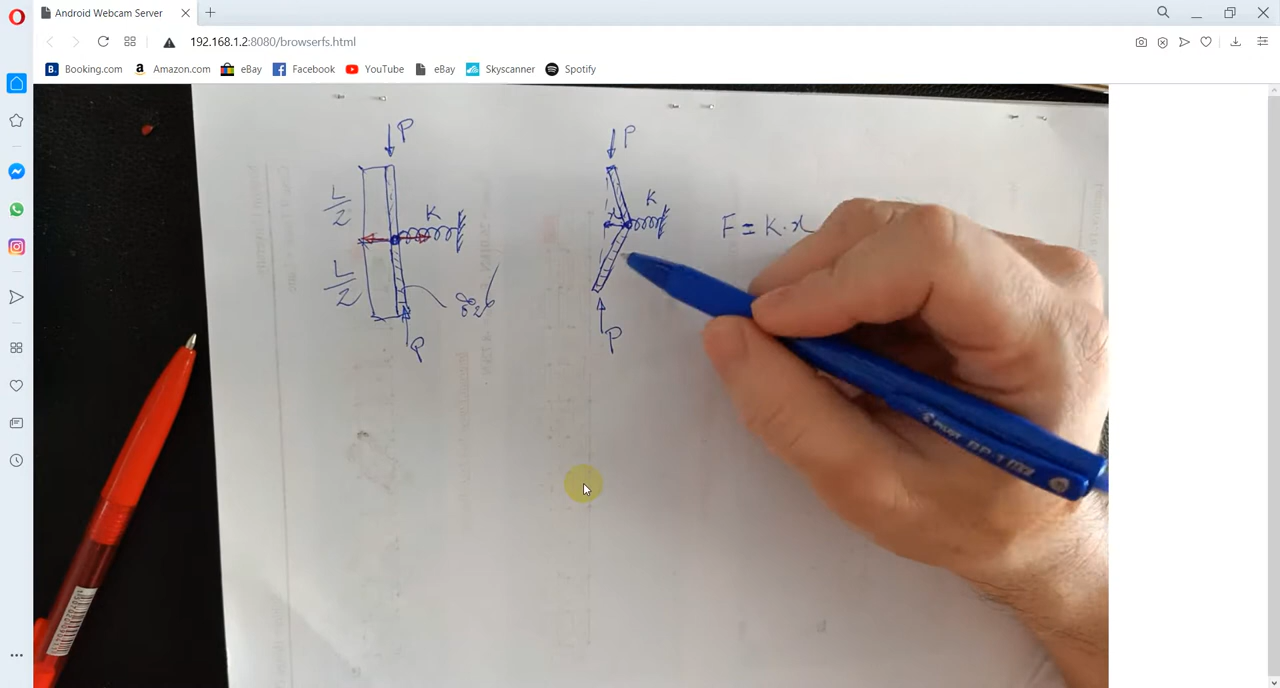 Android Webcam Server
192.168.1.2:8080/browserfs.html
Booking.com
Amazon.com
eBay
Facebook
YouTube
eBay
Skyscanner
Spotify
P
L/2
K
L/2
P
P
x
K
P
F = K·x
PILOT